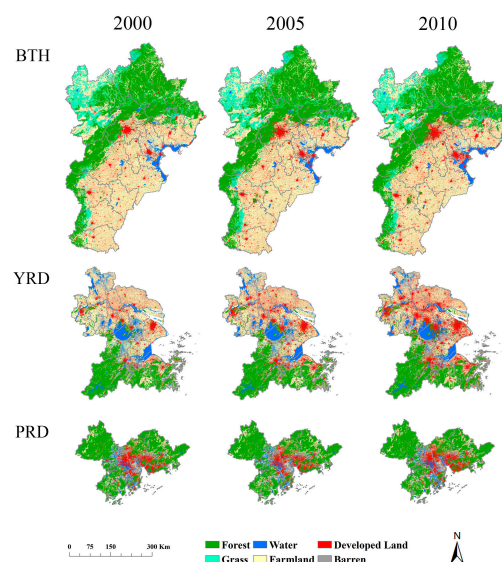 2000 2005 2010
BTH
YRD
PRD
0 75 150 300 Km
Forest Water Developed Land
Grass Farmland Barren
N